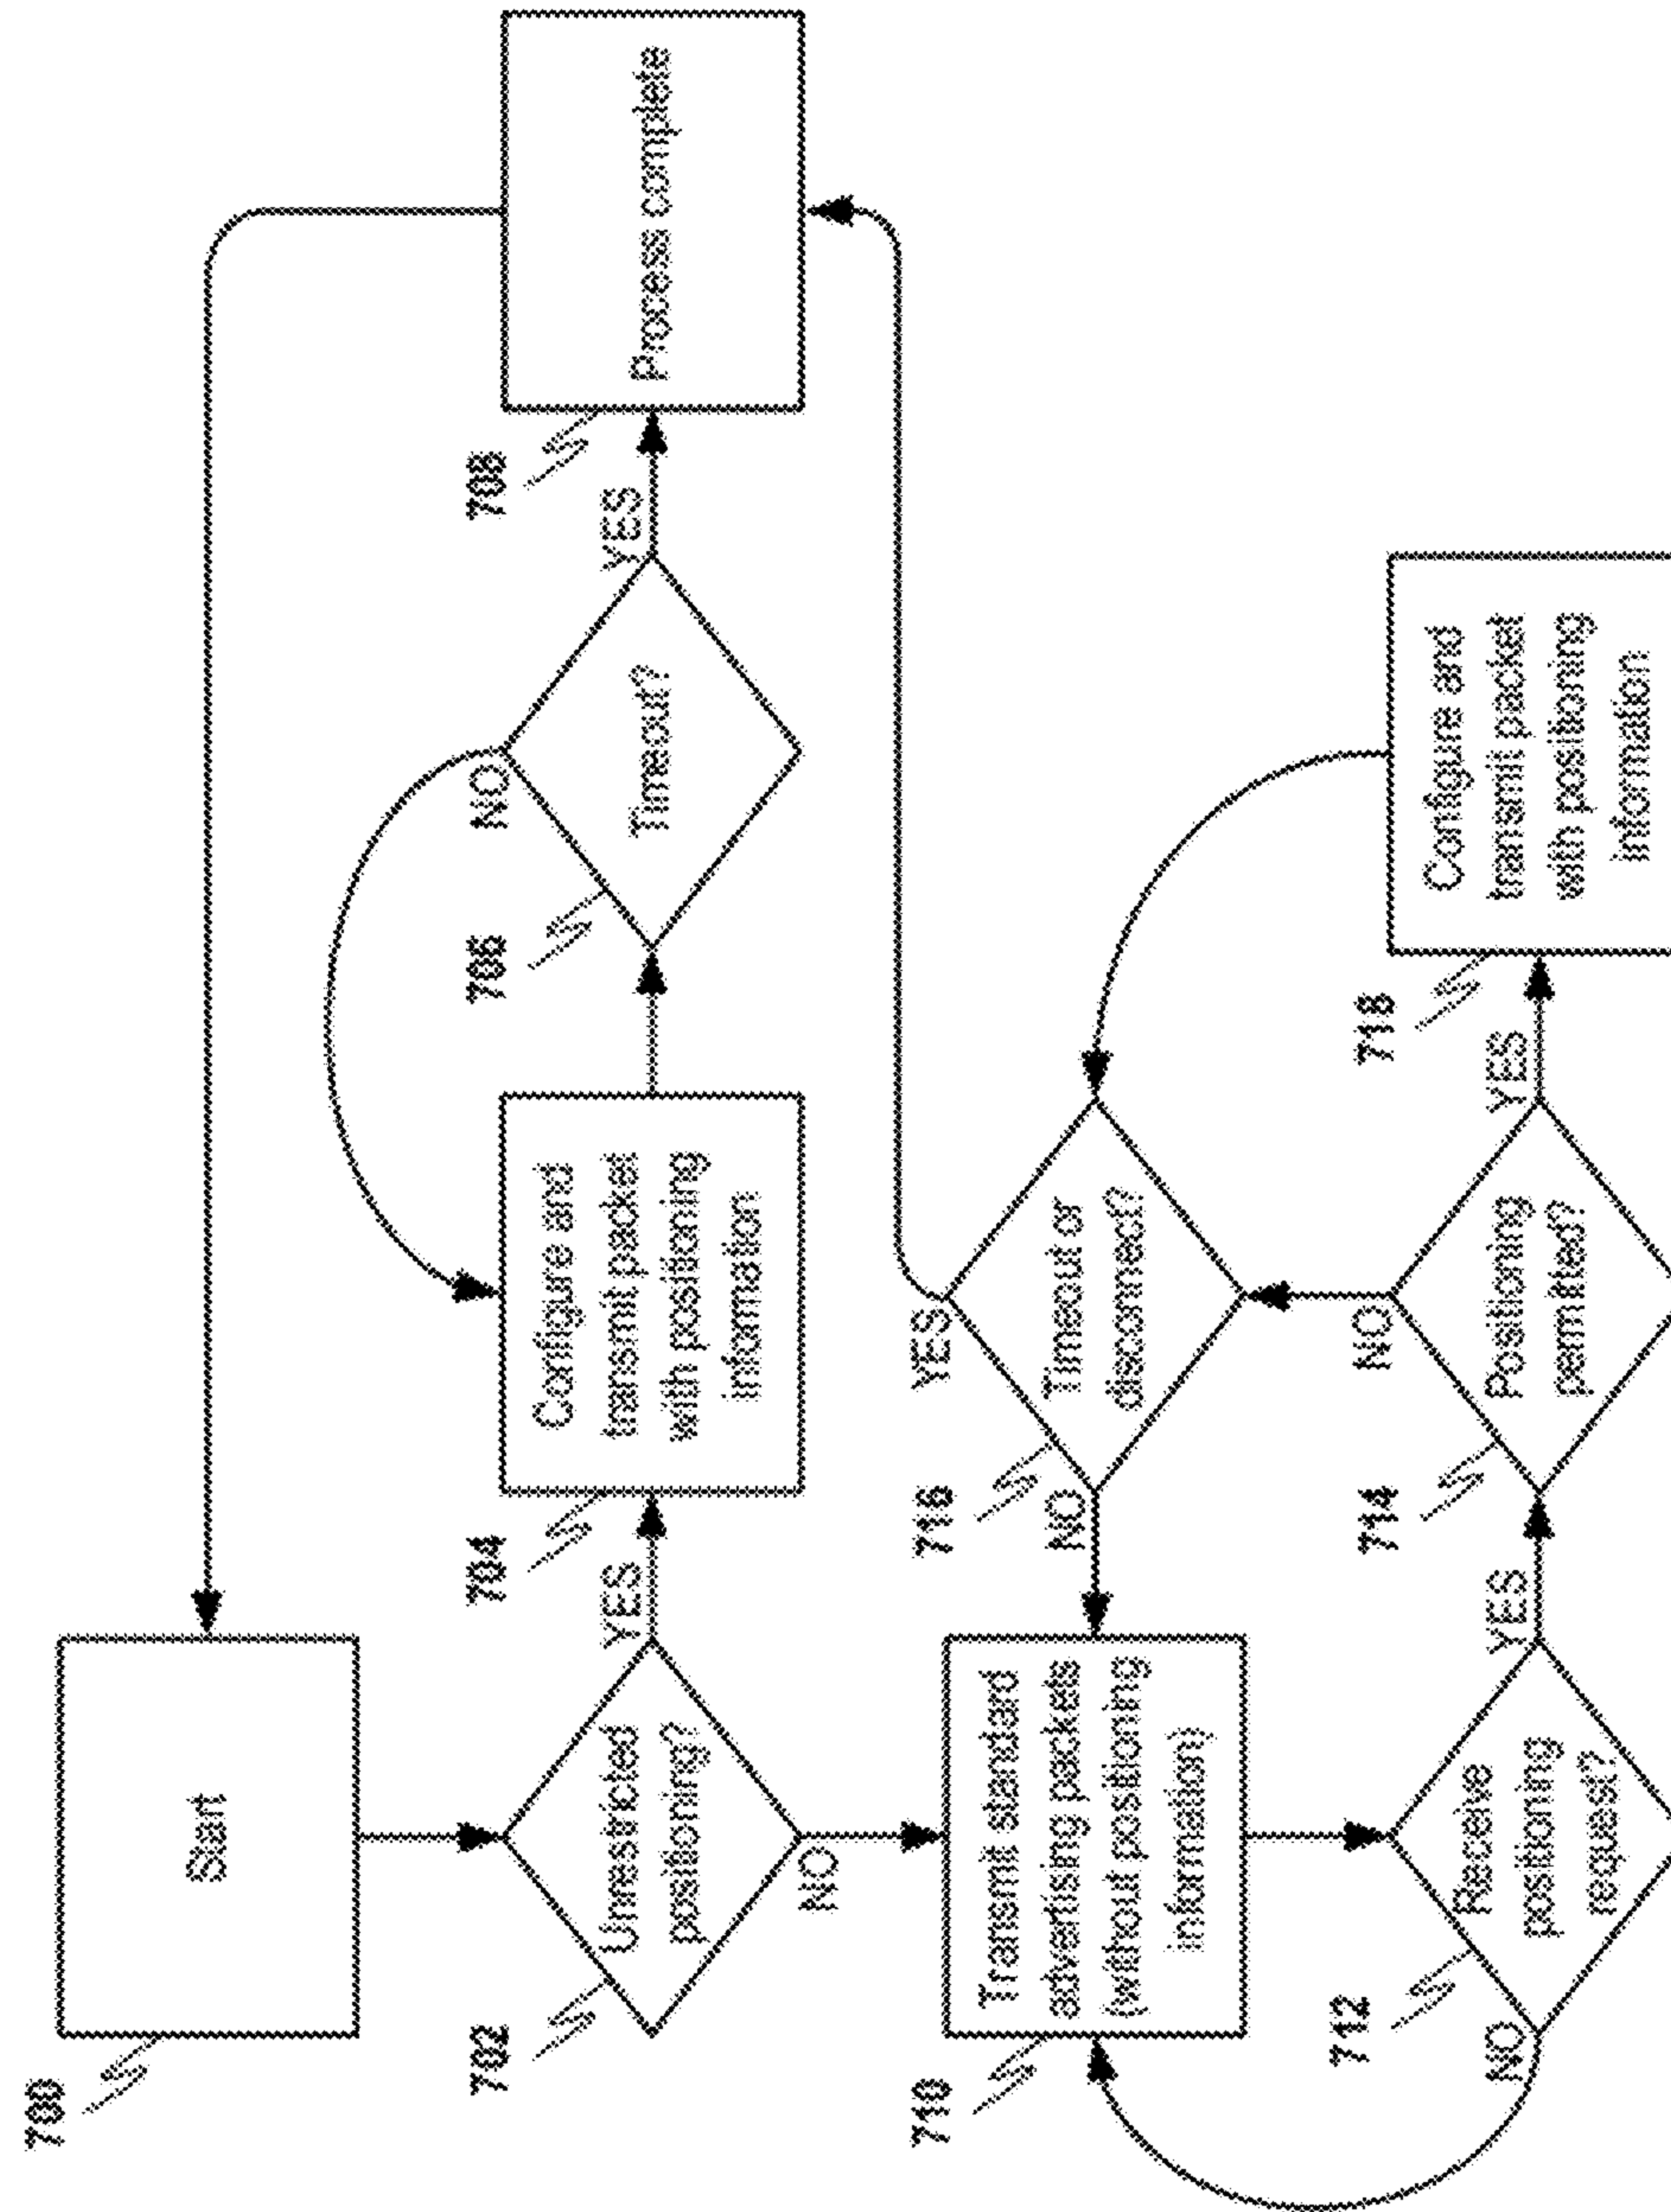 700
Start
702
Unrestricted
positioning?
YES
NO
704
Configure and
transmit packet
with positioning
information
706
Timeout?
NO
YES
708
Process complete
710
Transmit standard
advertising packets
(without positioning
information)
712
Receive
positioning
request?
NO
YES
714
Positioning
permitted?
NO
YES
716
Timeout or
disconnect?
NO
YES
718
Configure and
transmit packet
with positioning
information